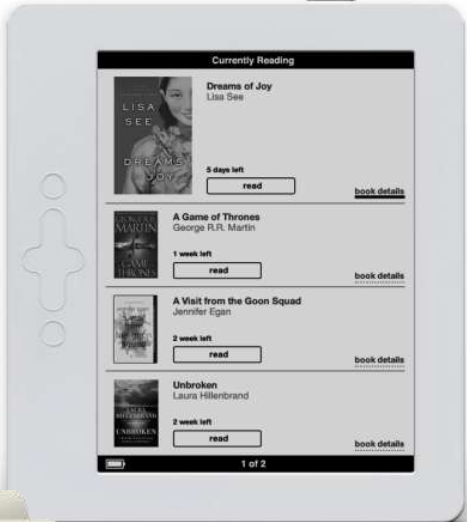 Currently Reading
LISA
SEE
DREAMS
JOY
Dreams of Joy
Lisa See
5 days left
read
book details
GEORGE R.R.
MARTIN
A GAME OF
THRONES
A Game of Thrones
George R.R. Martin
1 week left
read
book details
A Visit from the Goon Squad
Jennifer Egan
2 week left
read
book details
LAURA
HILLENBRAND
UNBROKEN
Unbroken
Laura Hillenbrand
2 week left
read
book details
1 of 2